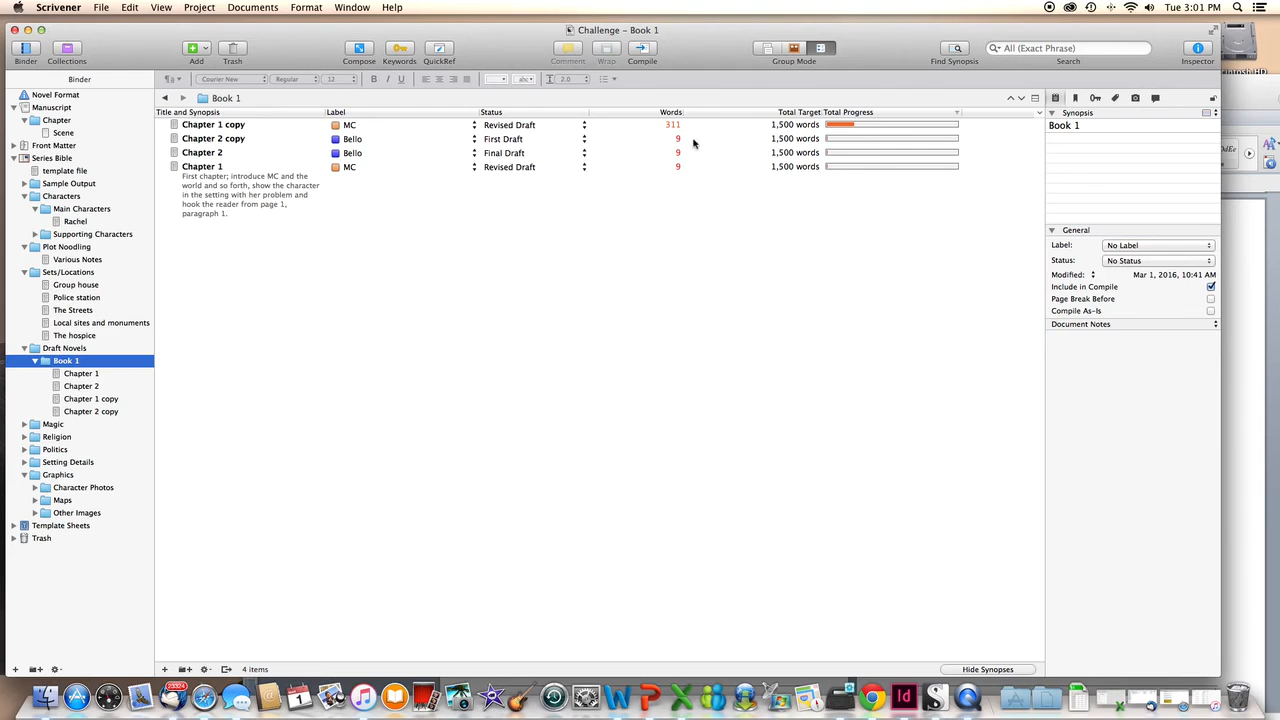 Scrivener File Edit View Project Documents Format Window Help Tue 3:01 PM
Challenge – Book 1
Binder Collections Add Trash Compose Keywords QuickRef Comment Wrap Compile Group Mode Find Synopsis All (Exact Phrase) Search Inspector
Binder Courier New Regular 12 B I U abc 2.0
Novel Format
Manuscript
Chapter
Scene
Front Matter
Series Bible
template file
Sample Output
Characters
Main Characters
Rachel
Supporting Characters
Plot Noodling
Various Notes
Sets/Locations
Group house
Police station
The Streets
Local sites and monuments
The hospice
Draft Novels
Book 1
Chapter 1
Chapter 2
Chapter 1 copy
Chapter 2 copy
Magic
Religion
Politics
Setting Details
Graphics
Character Photos
Maps
Other Images
Template Sheets
Trash
Book 1
Title and Synopsis Label Status Words Total Target Total Progress
Chapter 1 copy MC Revised Draft 311 1,500 words
Chapter 2 copy Bello First Draft 9 1,500 words
Chapter 2 Bello Final Draft 9 1,500 words
Chapter 1 MC Revised Draft 9 1,500 words
First chapter; introduce MC and the
world and so forth, show the character
in the setting with her problem and
hook the reader from page 1,
paragraph 1.
4 items Hide Synopses
Synopsis
Book 1
General
Label: No Label
Status: No Status
Modified: Mar 1, 2016, 10:41 AM
Include in Compile
Page Break Before
Compile As-Is
Document Notes
23324